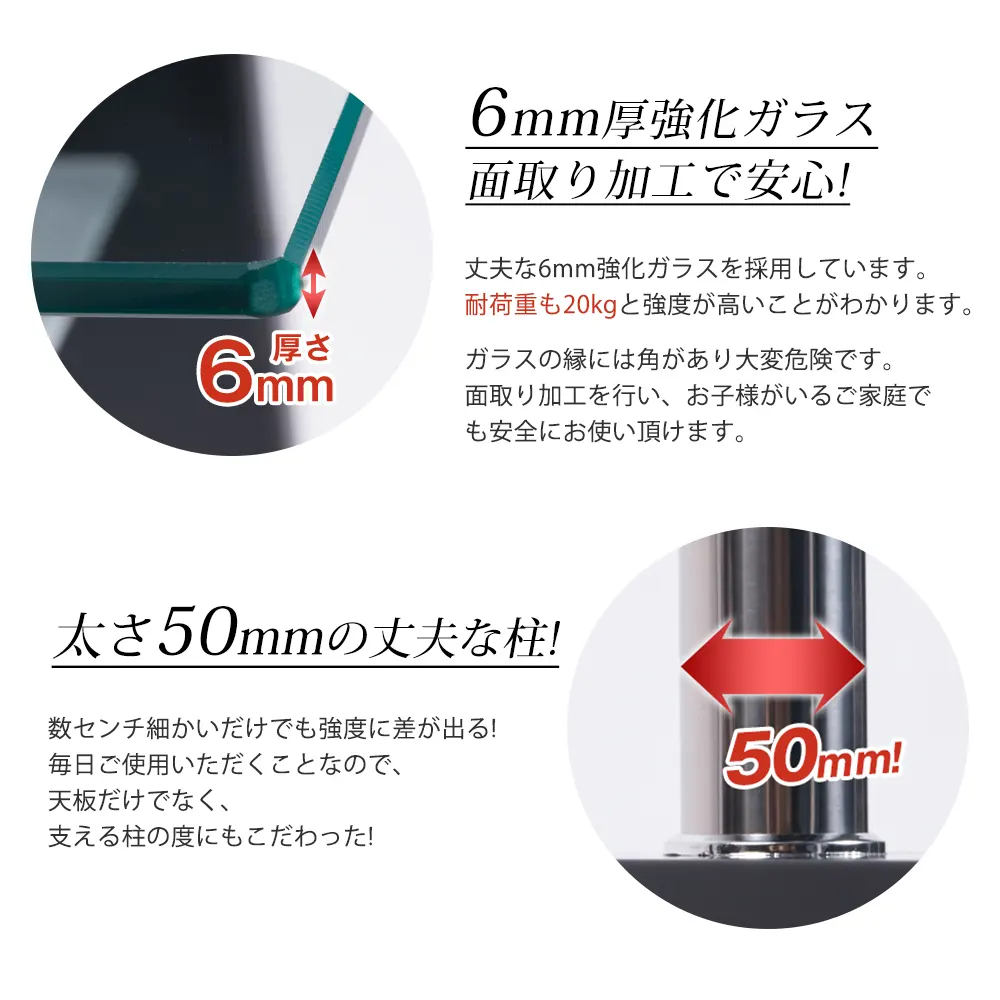 6mm厚強化ガラス
面取り加工で安心!
丈夫な6mm強化ガラスを採用しています。
耐荷重も20kgと強度が高いことがわかります。
ガラスの縁には角があり大変危険です。
面取り加工を行い、お子様がいるご家庭で
も安全にお使い頂けます。
厚さ
6mm
太さ50mmの丈夫な柱!
数センチ細かいだけでも強度に差が出る!
毎日ご使用いただくことなので、
天板だけでなく、
支える柱の度にもこだわった!
50mm!